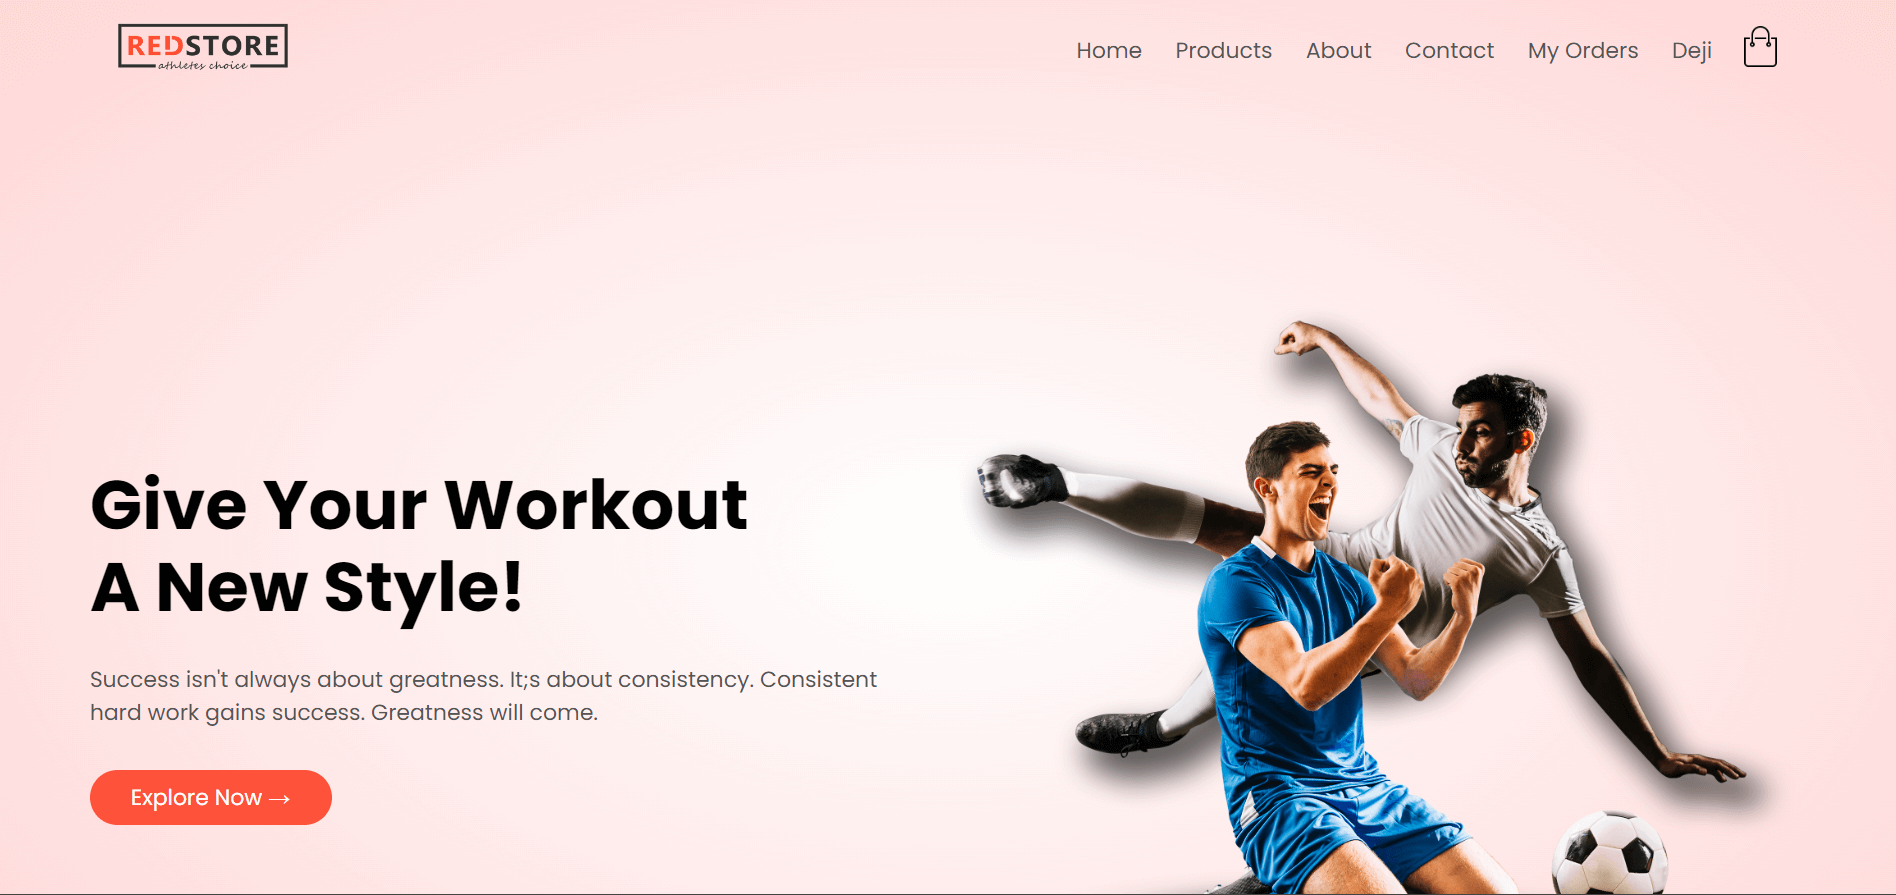 REDSTORE
athletes choice
Home Products About Contact My Orders Deji
Give Your Workout
A New Style!
Success isn't always about greatness. It;s about consistency. Consistent
hard work gains success. Greatness will come.
Explore Now →